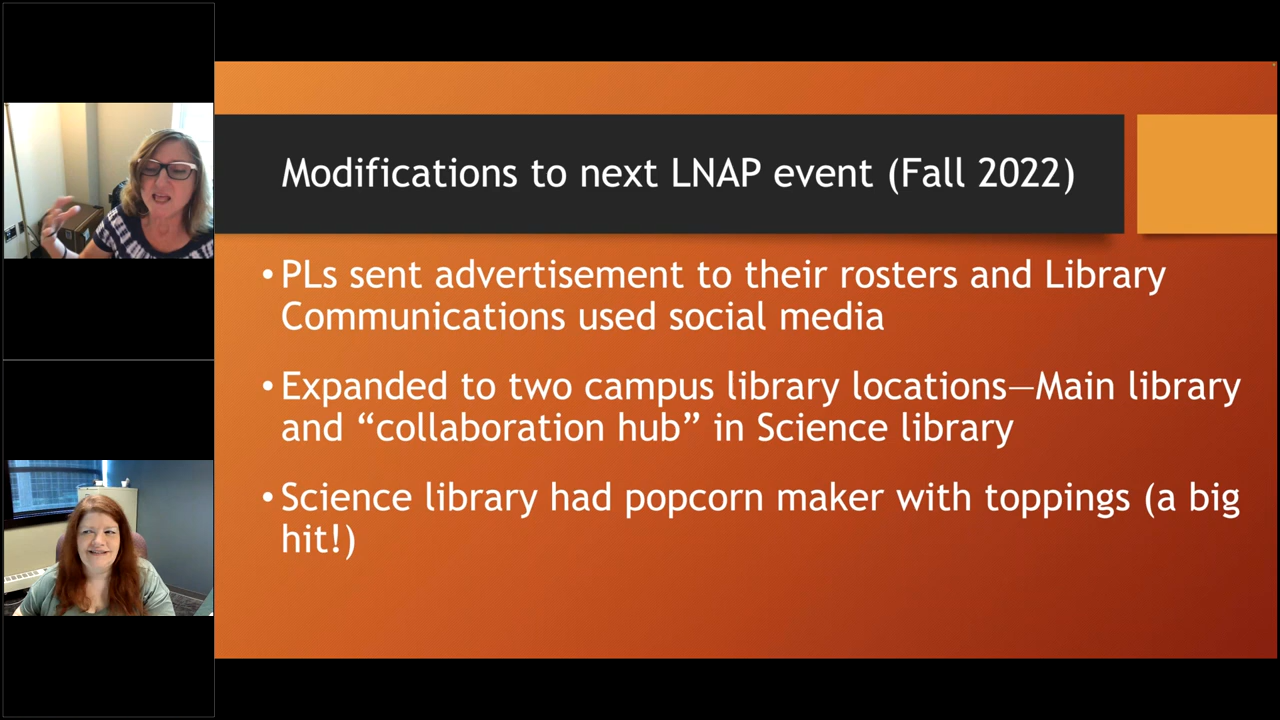 Modifications to next LNAP event (Fall 2022)
• PLs sent advertisement to their rosters and Library
Communications used social media
• Expanded to two campus library locations—Main library
and “collaboration hub” in Science library
• Science library had popcorn maker with toppings (a big
hit!)